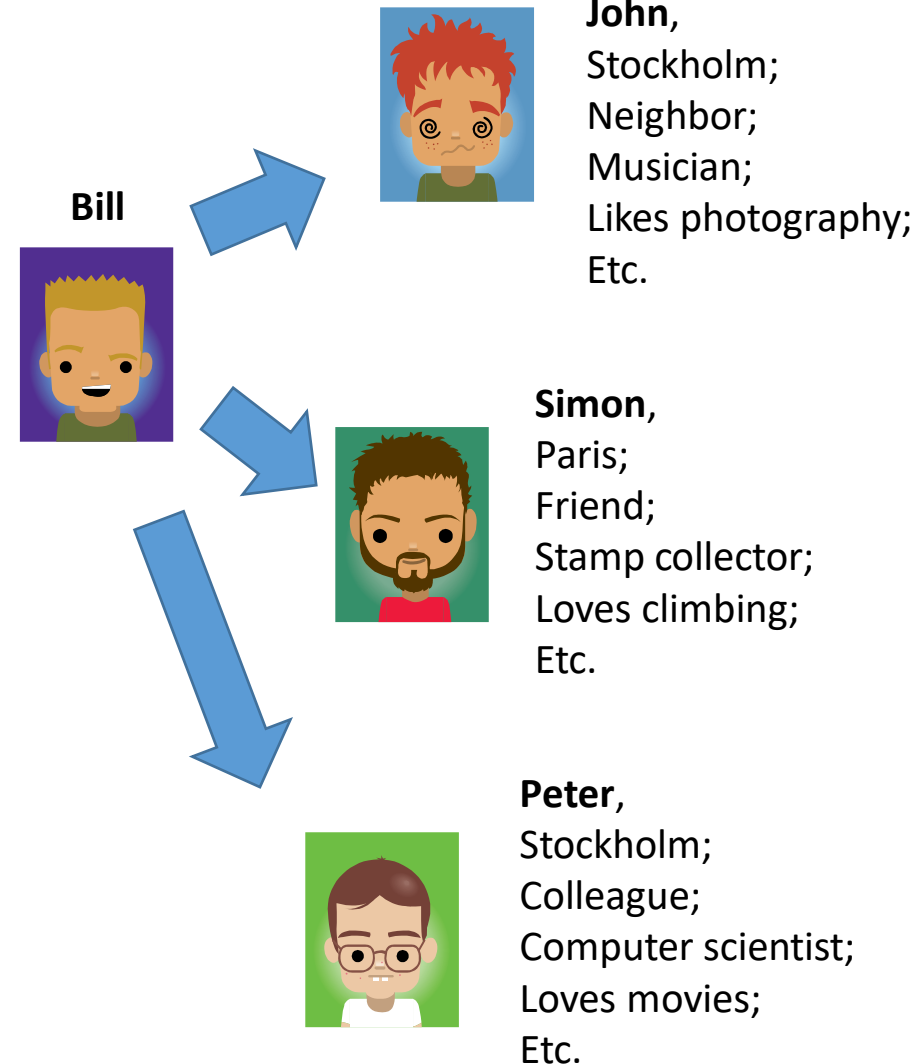 Bill
John,
Stockholm;
Neighbor;
Musician;
Likes photography;
Etc.
Simon,
Paris;
Friend;
Stamp collector;
Loves climbing;
Etc.
Peter,
Stockholm;
Colleague;
Computer scientist;
Loves movies;
Etc.